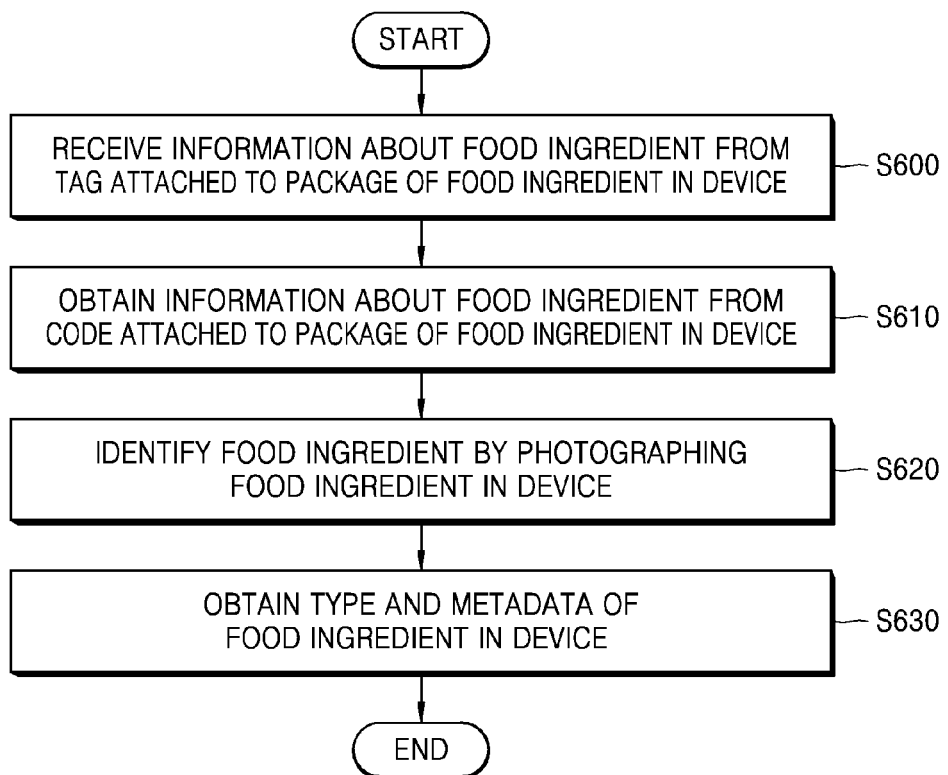 START
RECEIVE INFORMATION ABOUT FOOD INGREDIENT FROM
TAG ATTACHED TO PACKAGE OF FOOD INGREDIENT IN DEVICE
S600
OBTAIN INFORMATION ABOUT FOOD INGREDIENT FROM
CODE ATTACHED TO PACKAGE OF FOOD INGREDIENT IN DEVICE
S610
IDENTIFY FOOD INGREDIENT BY PHOTOGRAPHING
FOOD INGREDIENT IN DEVICE
S620
OBTAIN TYPE AND METADATA OF
FOOD INGREDIENT IN DEVICE
S630
END